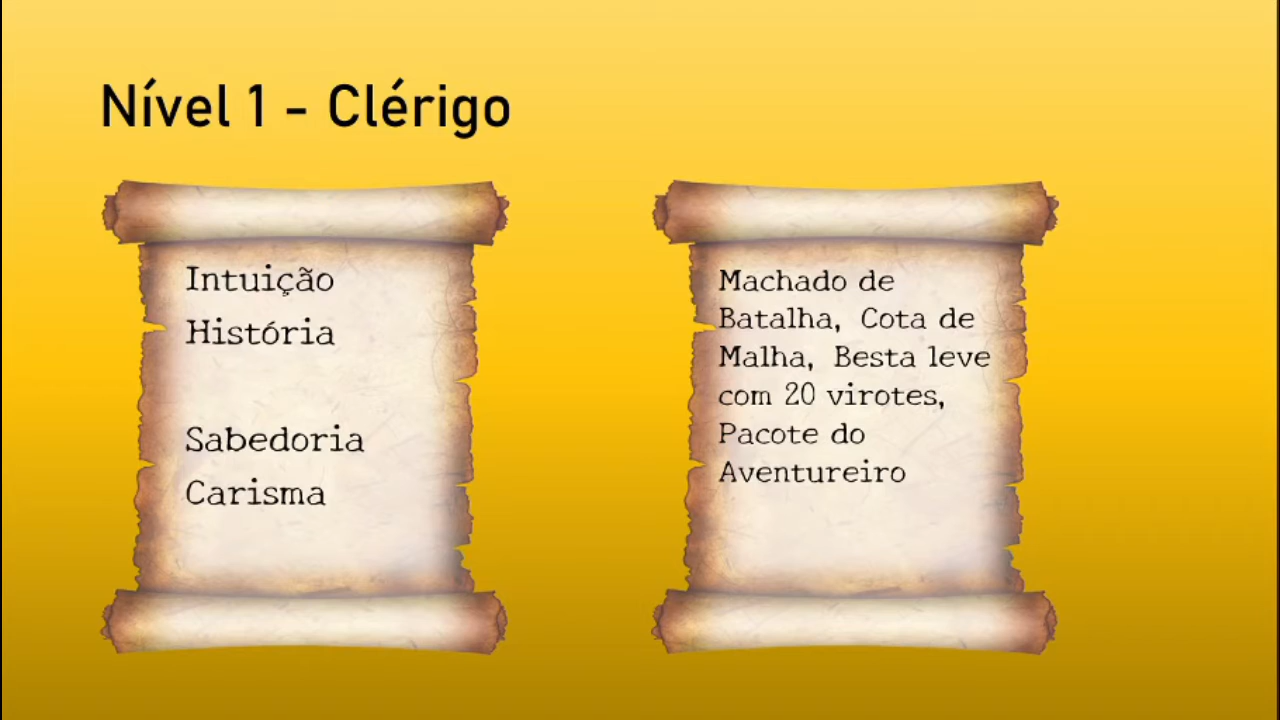 Nível 1 - Clérigo
Intuição
História
Sabedoria
Carisma
Machado de
Batalha, Cota de
Malha, Besta leve
com 20 virotes,
Pacote do
Aventureiro